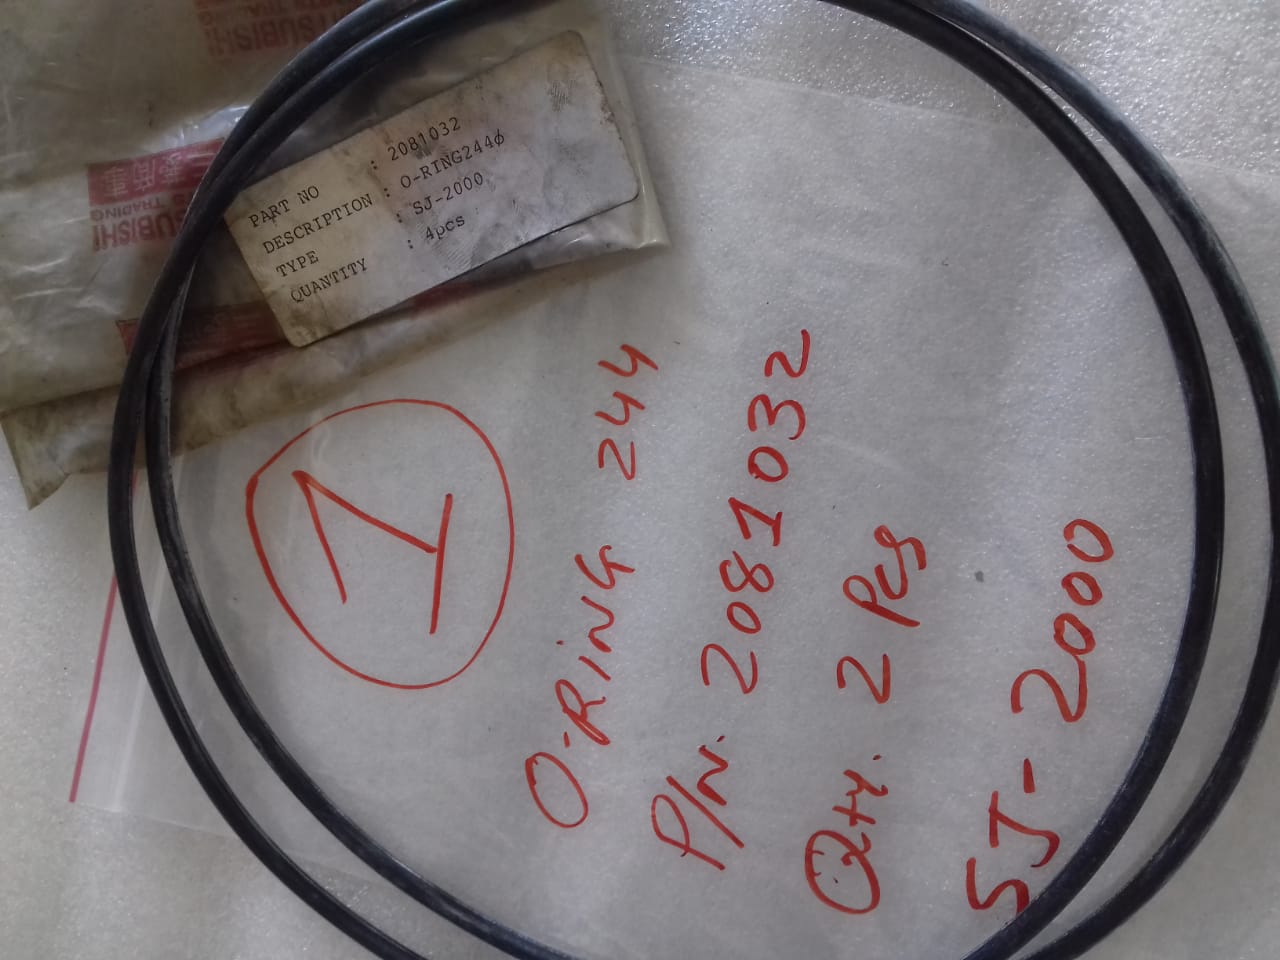 PART NO : 2081032
DESCRIPTION : O-RING244ϕ
TYPE : SJ-2000
QUANTITY : 4pcs
1
O-RiNG 244
P/N. 2081032
Qty. 2 Pcs
SJ-2000